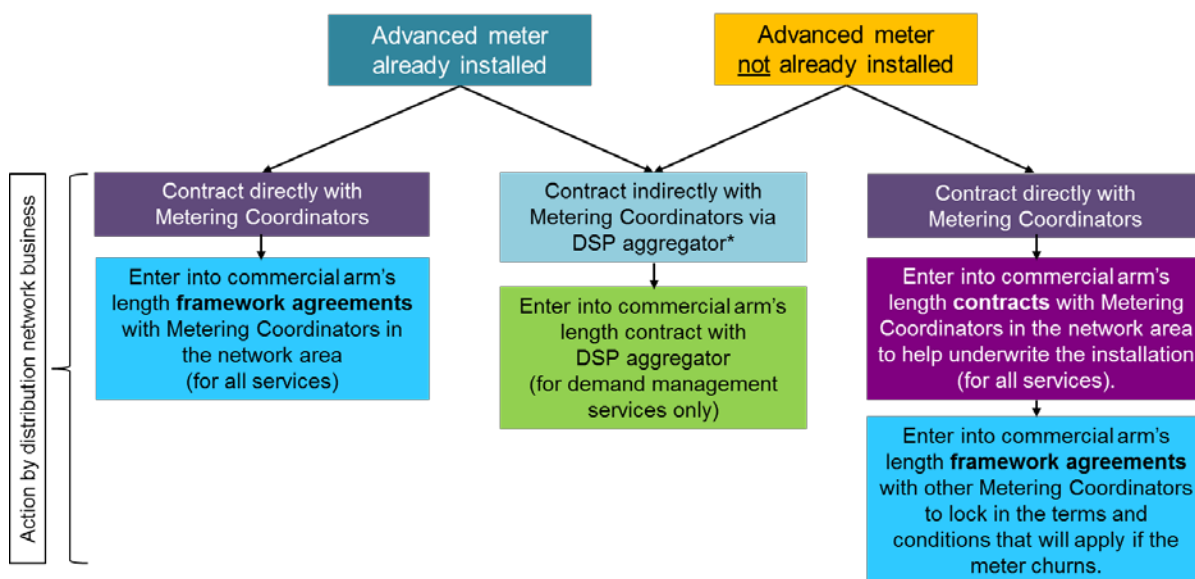 Advanced meter
already installed
Advanced meter
not already installed
Action by distribution network business
Contract directly with
Metering Coordinators
Contract indirectly with
Metering Coordinators via
DSP aggregator*
Contract directly with
Metering Coordinators
Enter into commercial arm's
length framework agreements
with Metering Coordinators in
the network area
(for all services)
Enter into commercial arm's
length contract with
DSP aggregator
(for demand management
services only)
Enter into commercial arm's
length contracts with Metering
Coordinators in the network area
to help underwrite the installation
(for all services).
Enter into commercial arm's
length framework agreements
with other Metering Coordinators
to lock in the terms and
conditions that will apply if the
meter churns.